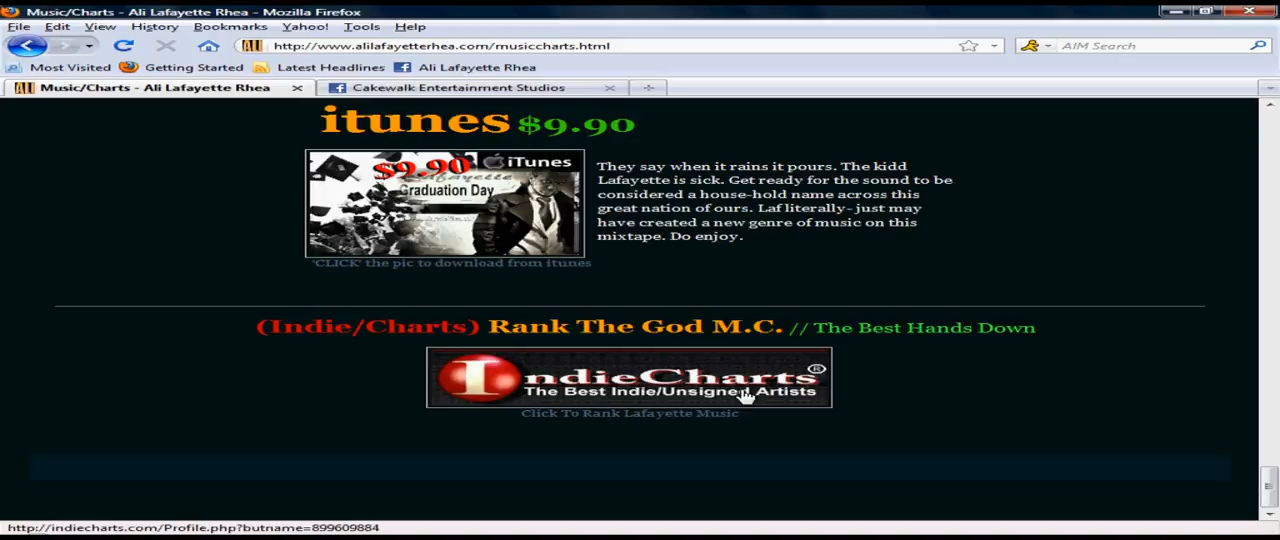 Music/Charts - Ali Lafayette Rhea - Mozilla Firefox
File Edit View History Bookmarks Yahoo! Tools Help
http://www.alilafayetterhea.com/musiccharts.html
AIM Search
Most Visited Getting Started Latest Headlines Ali Lafayette Rhea
Music/Charts - Ali Lafayette Rhea
Cakewalk Entertainment Studios
itunes $9.90
$9.90 iTunes
Lafayette
Graduation Day
They say when it rains it pours. The kidd
Lafayette is sick. Get ready for the sound to be
considered a house-hold name across this
great nation of ours. Laf literally- just may
have created a new genre of music on this
mixtape. Do enjoy.
'CLICK' the pic to download from itunes
(Indie/Charts) Rank The God M.C. // The Best Hands Down
IndieCharts ®
The Best Indie/Unsigned Artists
Click To Rank Lafayette Music
http://indiecharts.com/Profile.php?butname=899609884